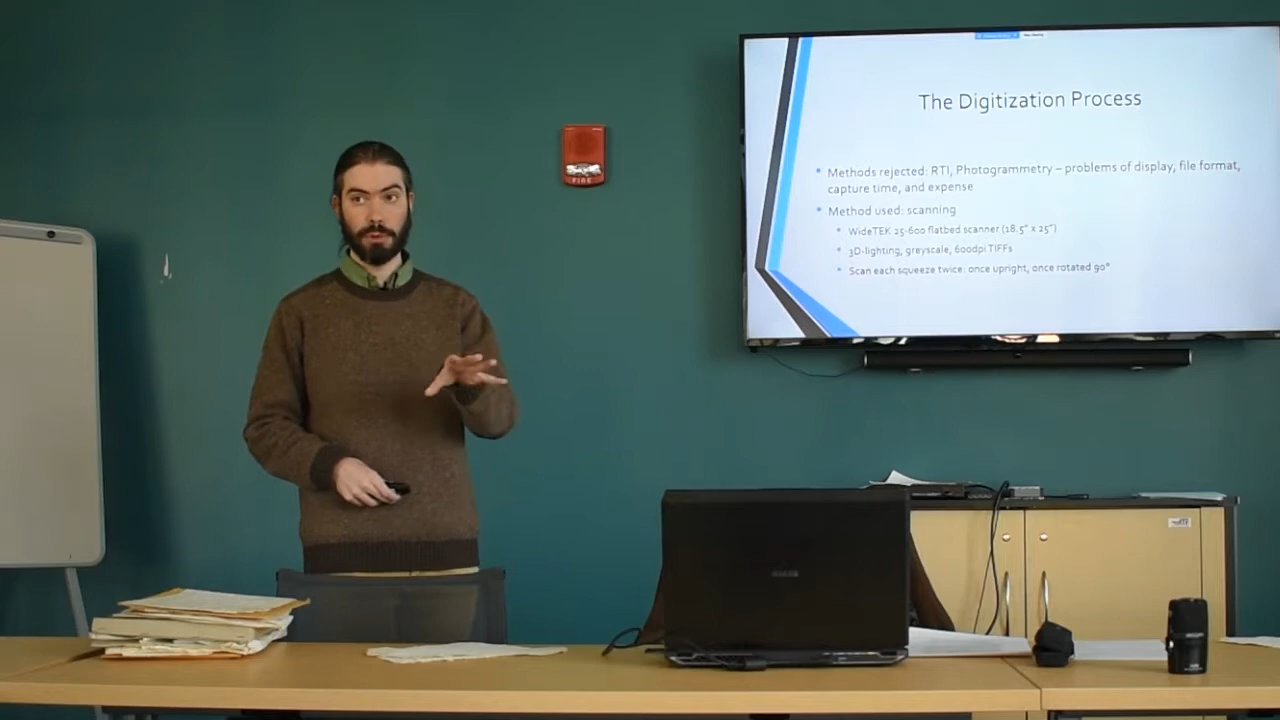 The Digitization Process
Methods rejected: RTI, Photogrammetry – problems of display, file format,
capture time, and expense
Method used: scanning
WideTEK 25-600 flatbed scanner (18.5" x 25")
3D-lighting, greyscale, 600dpi TIFFs
Scan each squeeze twice: once upright, once rotated 90°
FIRE